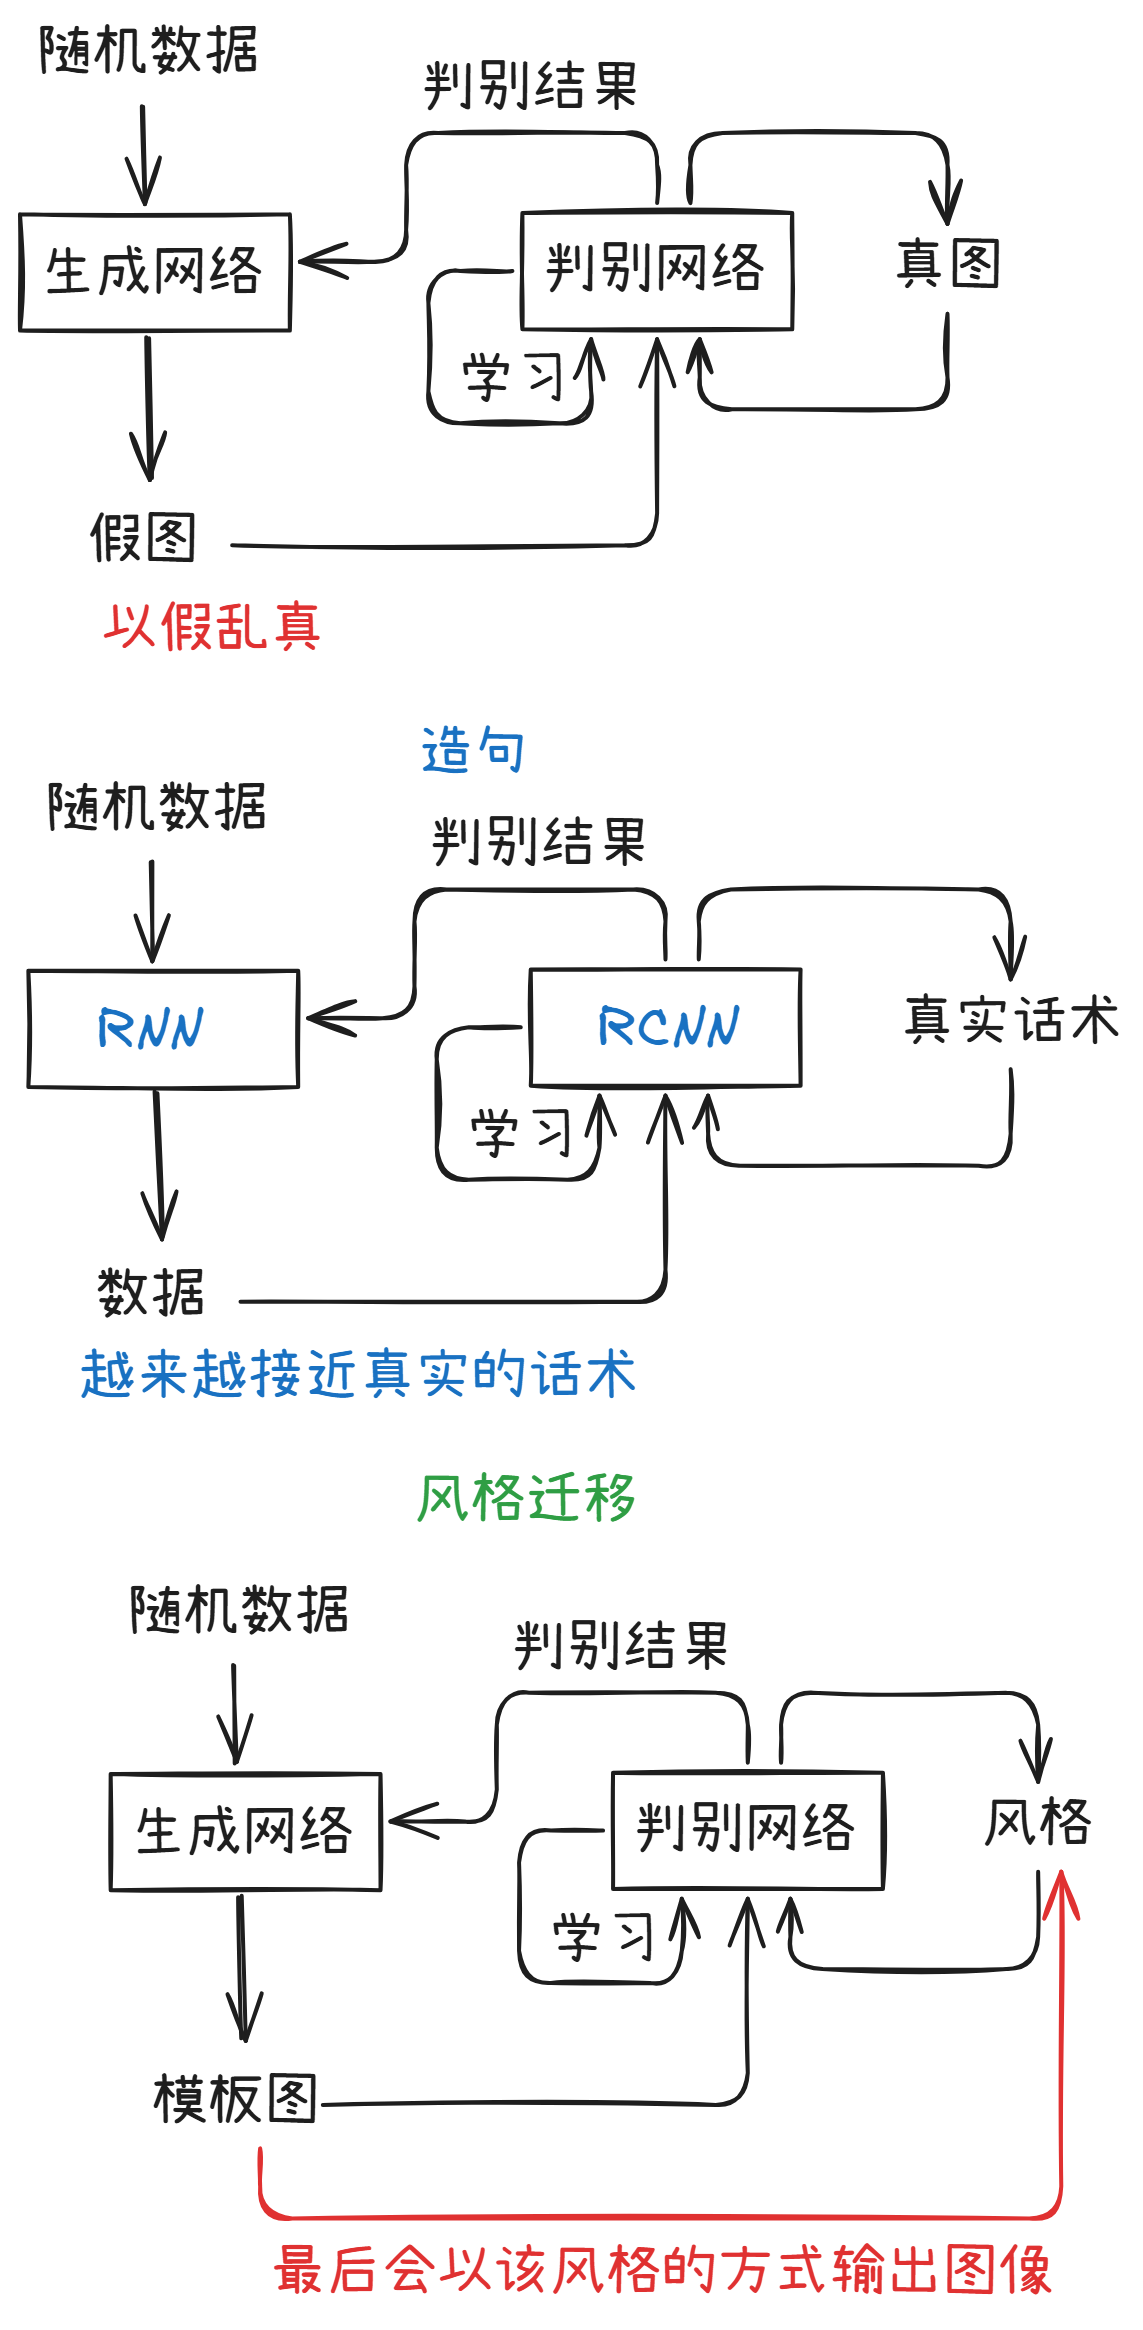 随机数据
判别结果
生成网络
判别网络
真图
学习
假图
以假乱真
造句
随机数据
判别结果
RNN
RCNN
真实话术
学习
数据
越来越接近真实的话术
风格迁移
随机数据
判别结果
生成网络
判别网络
风格
学习
模板图
最后会以该风格的方式输出图像